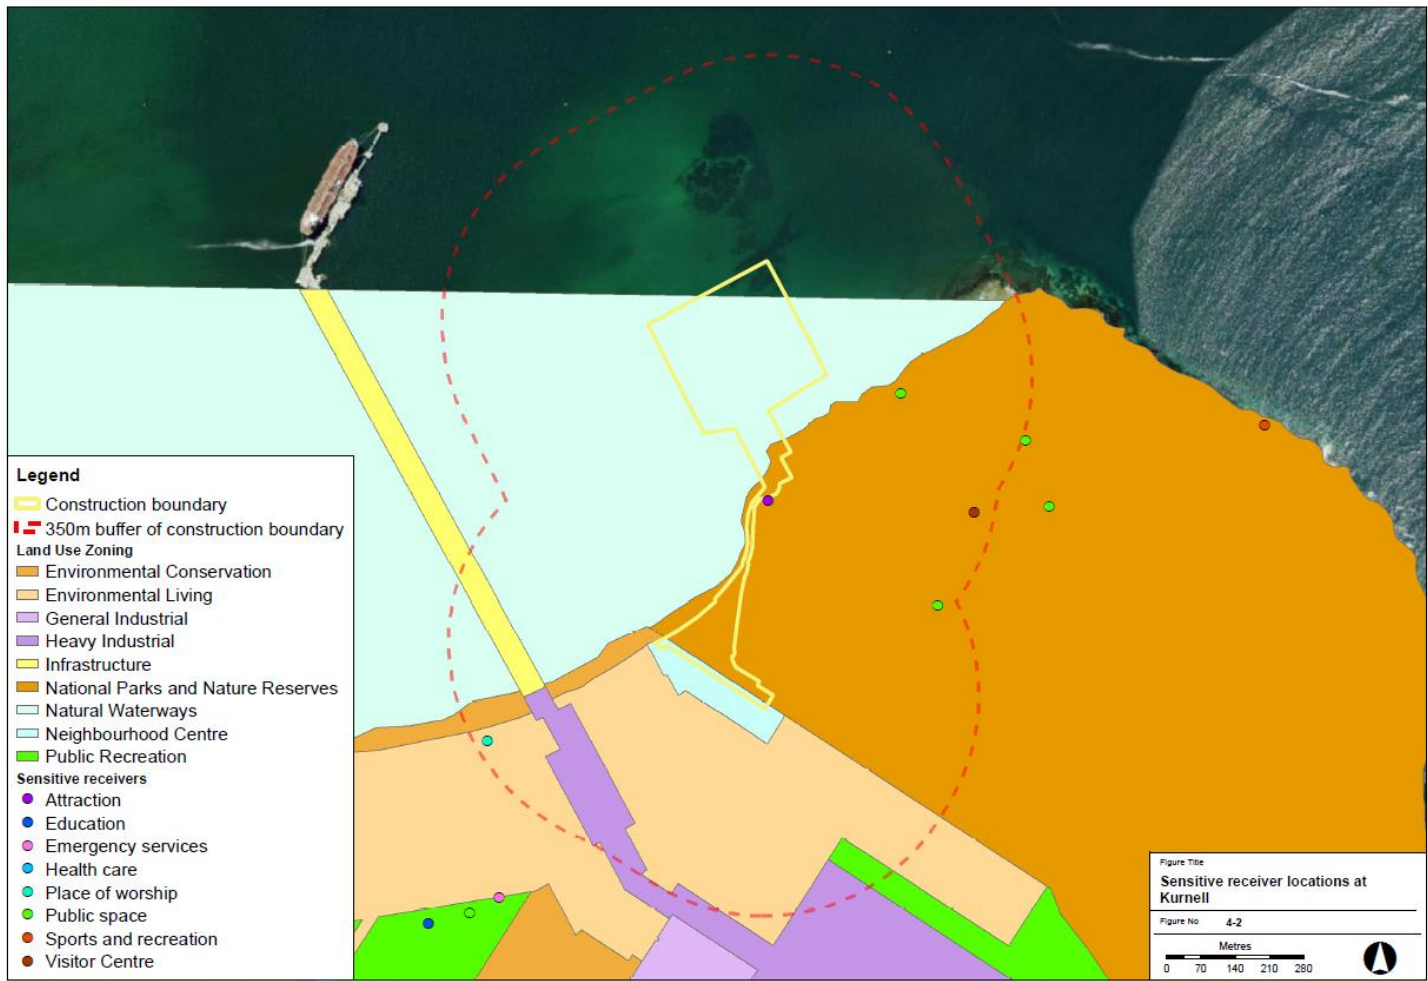 Legend
Construction boundary
350m buffer of construction boundary
Land Use Zoning
Environmental Conservation
Environmental Living
General Industrial
Heavy Industrial
Infrastructure
National Parks and Nature Reserves
Natural Waterways
Neighbourhood Centre
Public Recreation
Sensitive receivers
Attraction
Education
Emergency services
Health care
Place of worship
Public space
Sports and recreation
Visitor Centre
Figure Title
Sensitive receiver locations at
Kurnell
Figure No 4-2
Metres
0 70 140 210 280